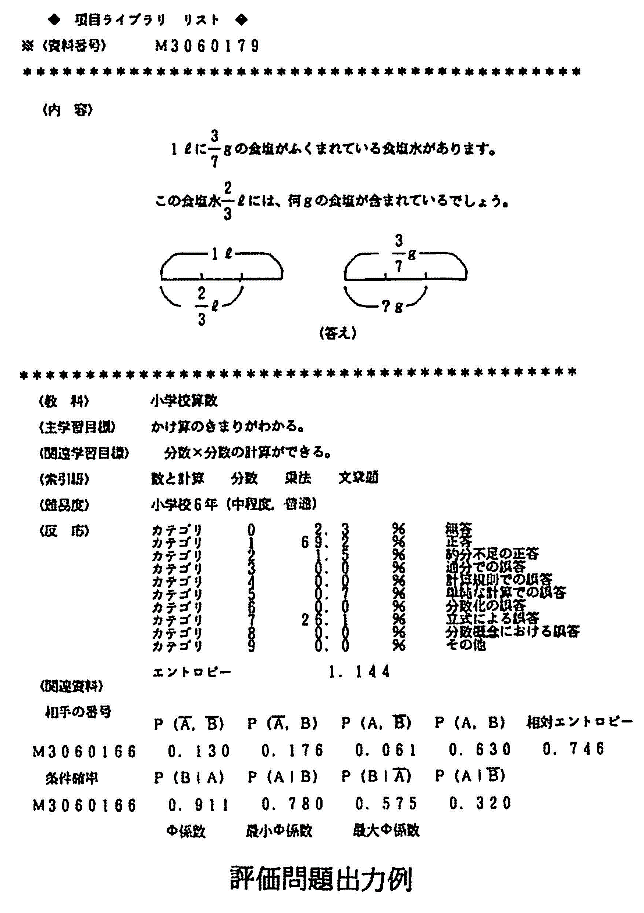 ◆ 項目ライブラリ リスト ◆
※〈資料番号〉 M3060179
*******************************************
〈内 容〉
1ℓに3/7gの食塩がふくまれている食塩水があります。
この食塩水2/3ℓには、何gの食塩が含まれているでしょう。
1ℓ 3/7g
2/3ℓ ?g
(答え)
*******************************************
〈教 科〉 小学校算数
〈主学習目標〉 かけ算のきまりがわかる。
〈関連学習目標〉 分数×分数の計算ができる。
〈索引語〉 数と計算 分数 乗法 文章題
〈難易度〉 小学校6年(中程度, 普通)
〈反 応〉 カテゴリ 0 2.3 % 無答
カテゴリ 1 69.2 % 正答
カテゴリ 2 1.5 % 約分不足の正答
カテゴリ 3 0.0 % 通分での誤答
カテゴリ 4 0.0 % 計算規則での誤答
カテゴリ 5 0.7 % 単純な計算での誤答
カテゴリ 6 0.0 % 分数化の誤答
カテゴリ 7 26.1 % 立式による誤答
カテゴリ 8 0.0 % 分数概念における誤答
カテゴリ 9 0.0 % その他
エントロピー 1.144
〈関連資料〉
相手の番号 P(A̅, B̅) P(A̅, B) P(A, B̅) P(A, B) 相対エントロピー
M3060166 0.130 0.176 0.061 0.630 0.746
条件確率 P(B|A) P(A|B) P(B|A̅) P(A|B̅)
M3060166 0.911 0.780 0.575 0.320
Φ係数 最小Φ係数 最大Φ係数
評価問題出力例